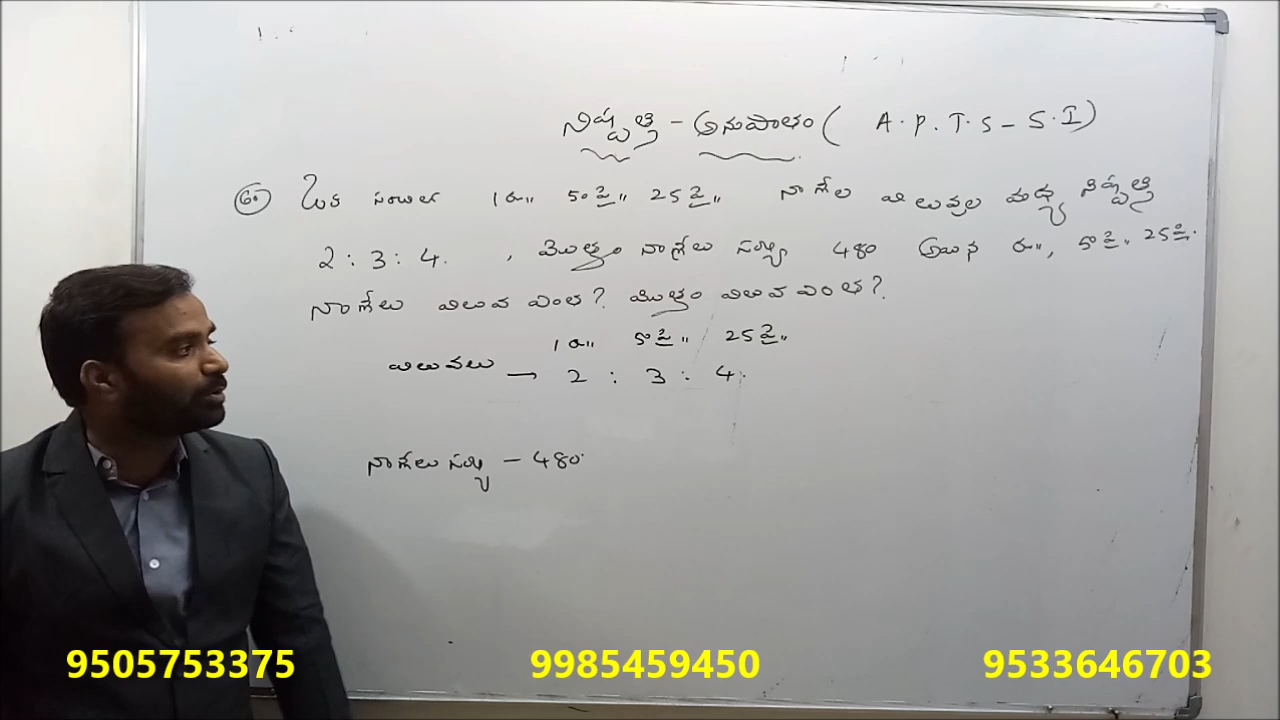 నిష్పత్తి - అనుపాతం ( A.P.T.S - S.I )
60 ఒక సంచిలో 1రూ॥ 50పై॥ 25పై॥ నాణేల విలువల మధ్య నిష్పత్తి
2 : 3 : 4. , మొత్తం నాణేలు సంఖ్య 480 అయిన రూ॥, 50పై॥ 25పై.
నాణేలు విలువ ఎంత? మొత్తం విలువ ఎంత?.
1రూ॥ 50పై॥ 25పై॥
విలువలు → 2 : 3 : 4.
నాణేలు సంఖ్య - 480.
9505753375 9985459450 9533646703